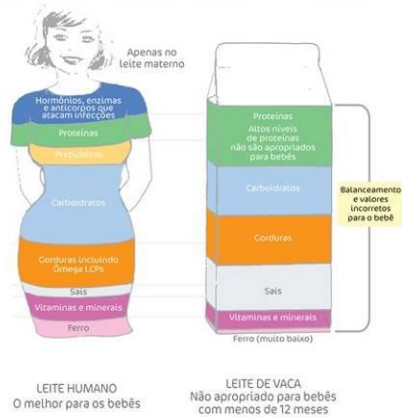 Apenas no
leite materno
Hormônios, enzimas
e anticorpos que
atacam infecções
Proteínas
Prebióticos
Carboidratos
Gorduras incluindo
Ômega LCPs
Sais
Vitaminas e minerais
Ferro
LEITE HUMANO
O melhor para os bebês
Proteínas
Altos níveis
de proteínas
não são apropriados
para bebês
Carboidratos
Gorduras
Sais
Vitaminas e minerais
Ferro (muito baixo)
Balanceamento
e valores
incorretos
para o bebê
LEITE DE VACA
Não apropriado para bebês
com menos de 12 meses